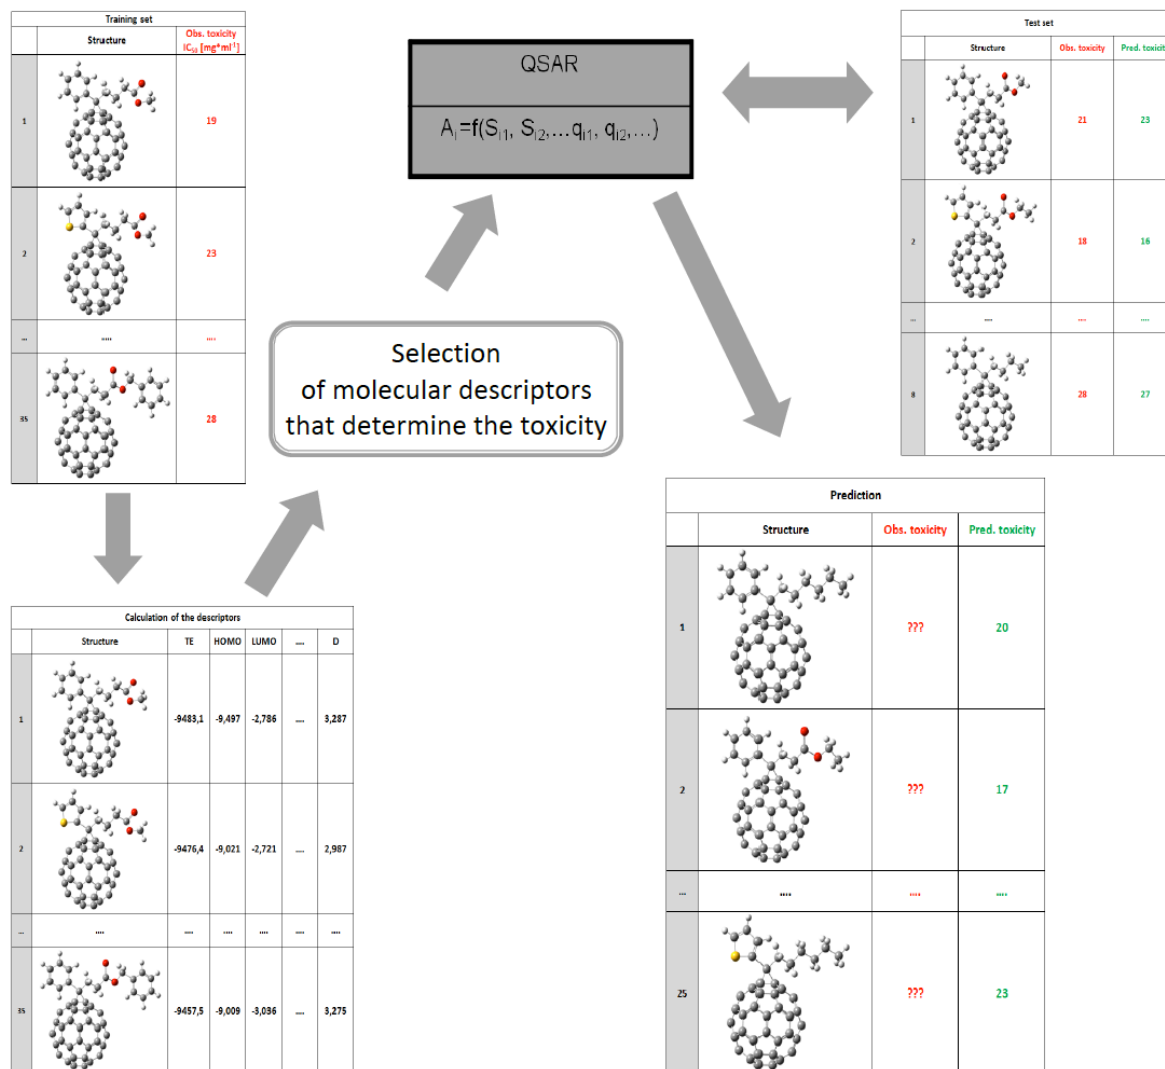 Training set
Structure Obs. toxicity IC₅₀ [mg*ml⁻¹]
1 19
2 23
... .... ....
35 28
QSAR
Aᵢ=f(Sᵢ₁, Sᵢ₂,...qᵢ₁, qᵢ₂,...)
Test set
Structure Obs. toxicity Pred. toxicity
1 21 23
2 18 16
... .... .... ....
8 28 27
Selection
of molecular descriptors
that determine the toxicity
Calculation of the descriptors
Structure TE HOMO LUMO .... D
1 -9483,1 -9,497 -2,786 .... 3,287
2 -9476,4 -9,021 -2,721 .... 2,987
... .... .... .... .... .... ....
35 -9457,5 -9,009 -3,036 .... 3,275
Prediction
Structure Obs. toxicity Pred. toxicity
1 ??? 20
2 ??? 17
... .... .... ....
25 ??? 23